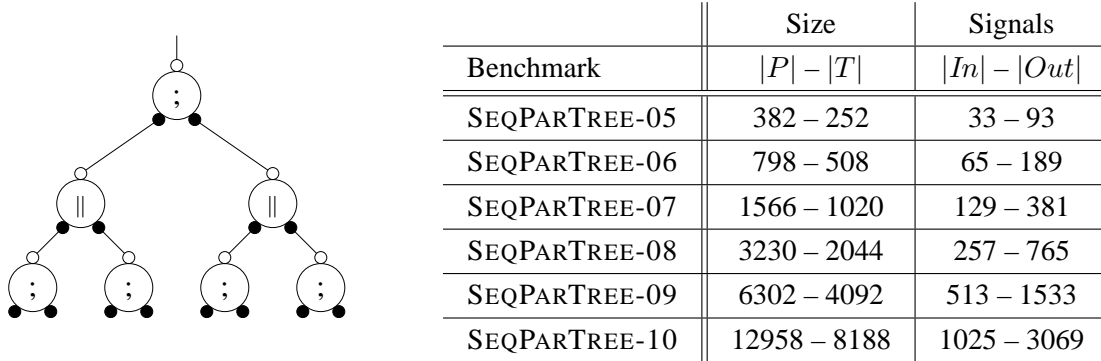 ;
|| ||
; ; ; ;
Size Signals
Benchmark |P| – |T| |In| – |Out|
SEQPARTREE-05 382 – 252 33 – 93
SEQPARTREE-06 798 – 508 65 – 189
SEQPARTREE-07 1566 – 1020 129 – 381
SEQPARTREE-08 3230 – 2044 257 – 765
SEQPARTREE-09 6302 – 4092 513 – 1533
SEQPARTREE-10 12958 – 8188 1025 – 3069